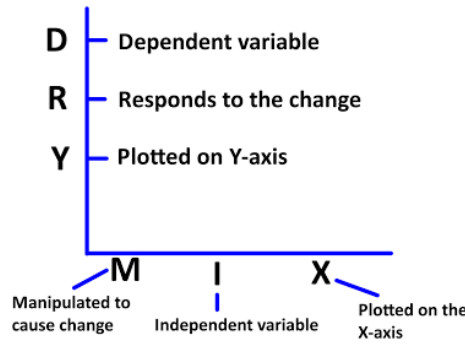 D Dependent variable
R Responds to the change
Y Plotted on Y-axis
M I X
Manipulated to
cause change
Independent variable
Plotted on the
X-axis